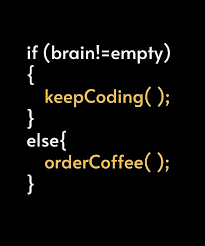 if (brain!=empty)
{
keepCoding( );
}
else{
orderCoffee( );
}